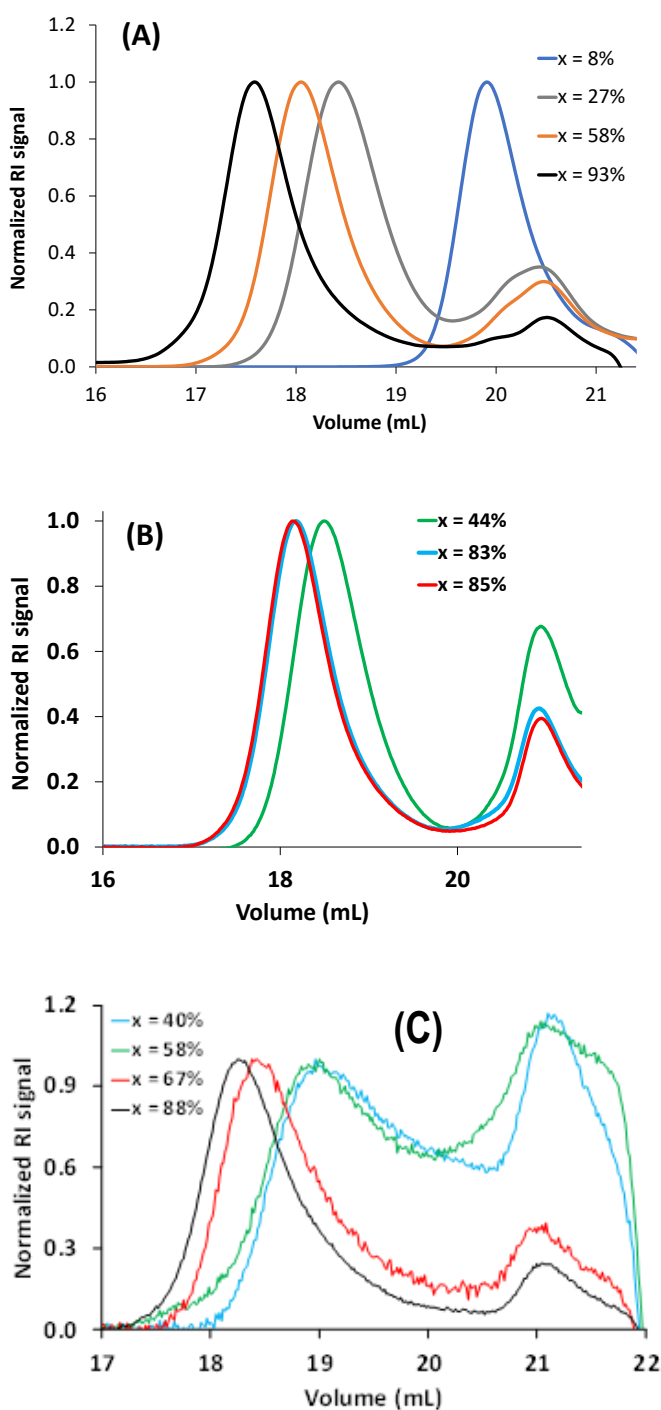 (A)
1.2
1.0
0.8
0.6
0.4
0.2
0.0
Normalized RI signal
x = 8%
x = 27%
x = 58%
x = 93%
16 17 18 19 20 21
Volume (mL)
(B)
1.0
0.8
0.6
0.4
0.2
0.0
Normalized RI signal
x = 44%
x = 83%
x = 85%
16 18 20
Volume (mL)
(C)
1.2
0.9
0.6
0.3
0.0
Normalized RI signal
x = 40%
x = 58%
x = 67%
x = 88%
17 18 19 20 21 22
Volume (mL)